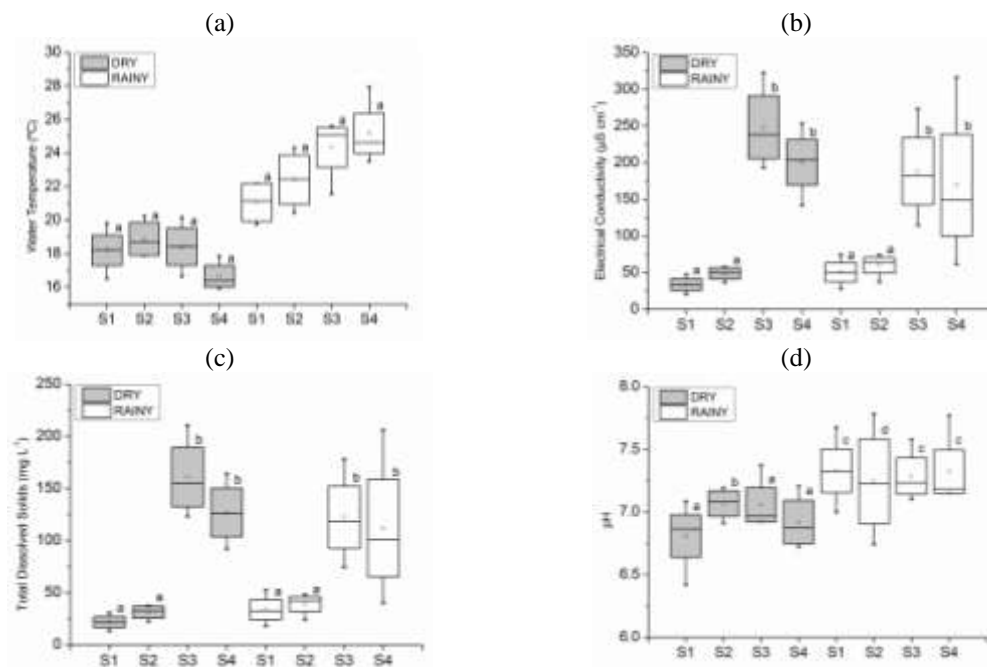 (a)
(b)
30
28
26
24
22
20
18
16
Water Temperature (ºC)
DRY
RAINY
a
a
a
a
a
a
a
a
S1 S2 S3 S4 S1 S2 S3 S4
350
300
250
200
150
100
50
0
Electrical Conductivity (µS cm⁻¹)
DRY
RAINY
a
a
b
b
a
a
b
b
S1 S2 S3 S4 S1 S2 S3 S4
(c)
(d)
250
200
150
100
50
0
Total Dissolved Solids (mg L⁻¹)
DRY
RAINY
a
a
b
b
a
a
b
S1 S2 S3 S4 S1 S2 S3 S4
8.0
7.5
7.0
6.5
6.0
pH
DRY
RAINY
a
b
a
a
c
d
c
c
S1 S2 S3 S4 S1 S2 S3 S4